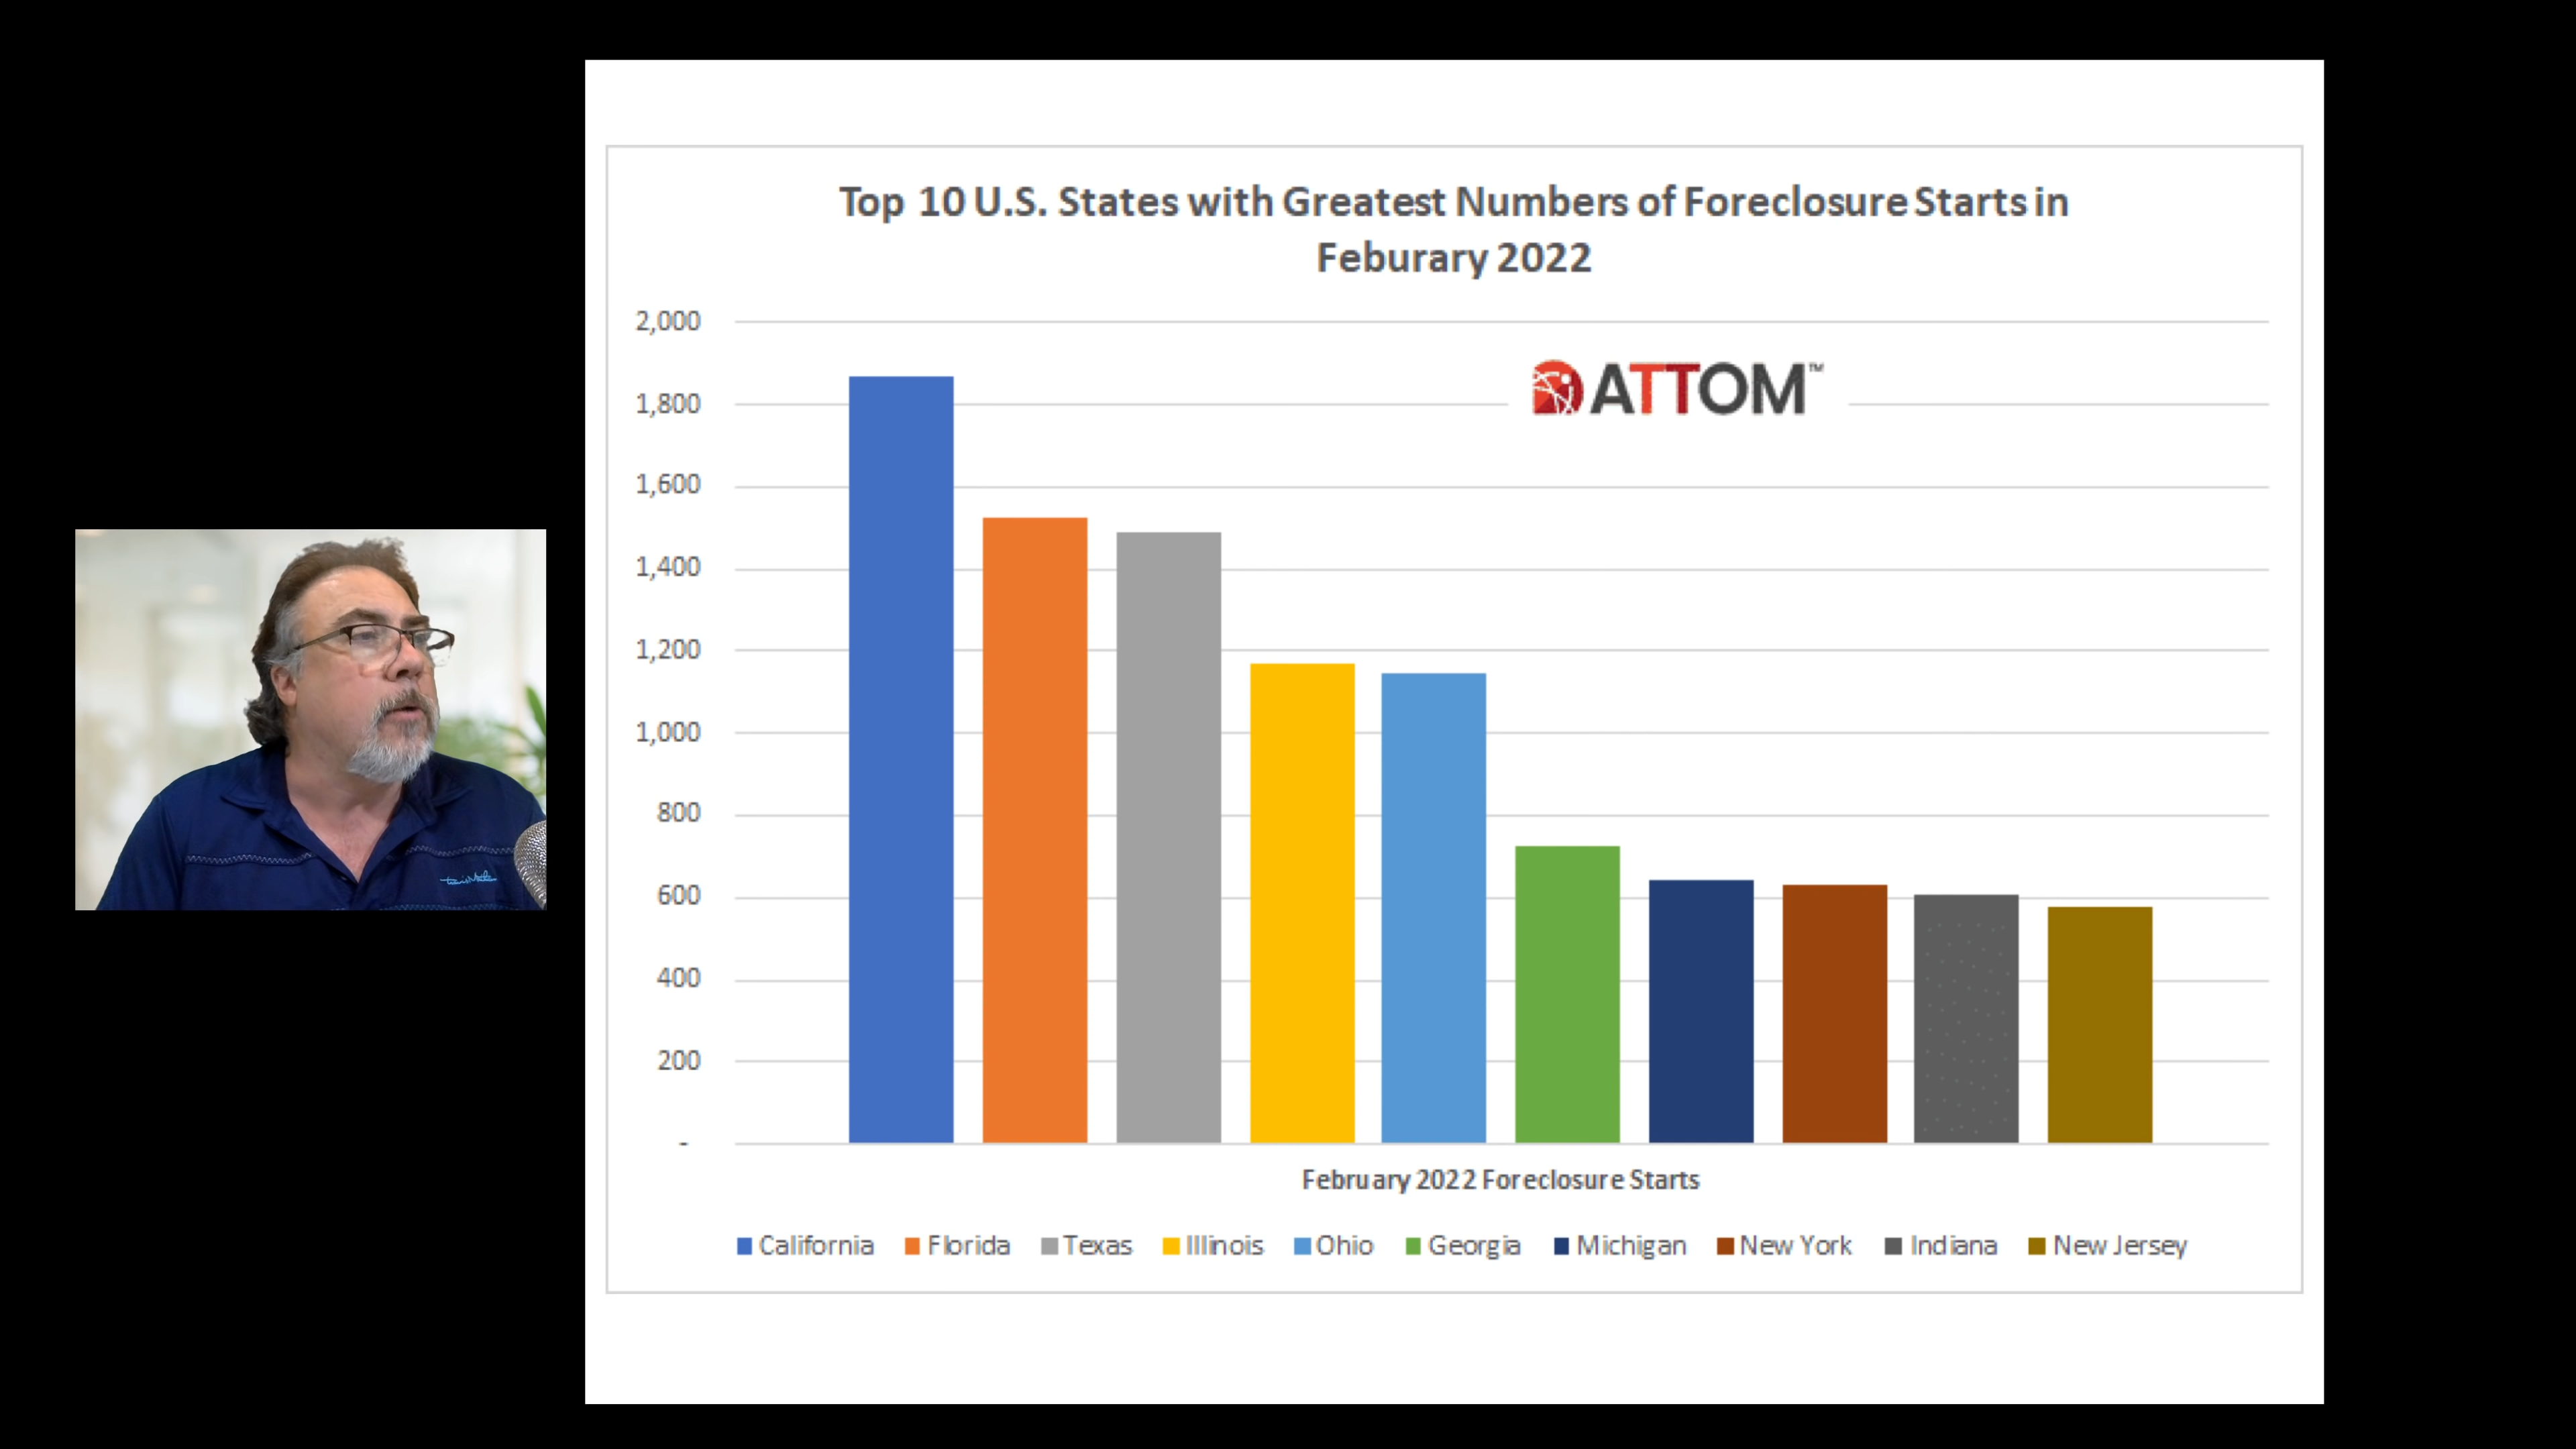 Top 10 U.S. States with Greatest Numbers of Foreclosure Starts in
Feburary 2022
2,000
ATTOM™
1,800
1,600
1,400
1,200
1,000
800
600
400
200
-
February 2022 Foreclosure Starts
California Florida Texas Illinois Ohio Georgia Michigan New York Indiana New Jersey